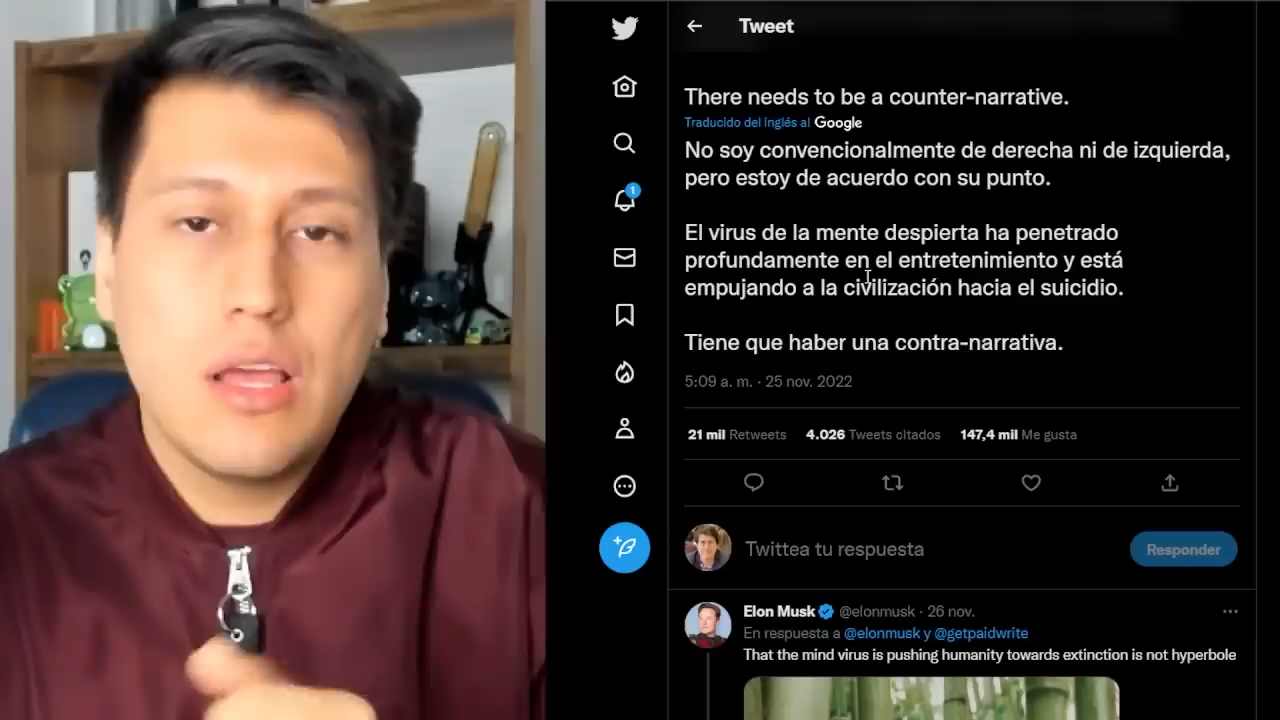 Tweet
There needs to be a counter-narrative.
Traducido del inglés al Google
No soy convencionalmente de derecha ni de izquierda,
pero estoy de acuerdo con su punto.
El virus de la mente despierta ha penetrado
profundamente en el entretenimiento y está
empujando a la civilización hacia el suicidio.
Tiene que haber una contra-narrativa.
5:09 a. m. · 25 nov. 2022
21 mil Retweets 4.026 Tweets citados 147,4 mil Me gusta
1
Twittea tu respuesta
Responder
Elon Musk @elonmusk · 26 nov.
En respuesta a @elonmusk y @getpaidwrite
That the mind virus is pushing humanity towards extinction is not hyperbole